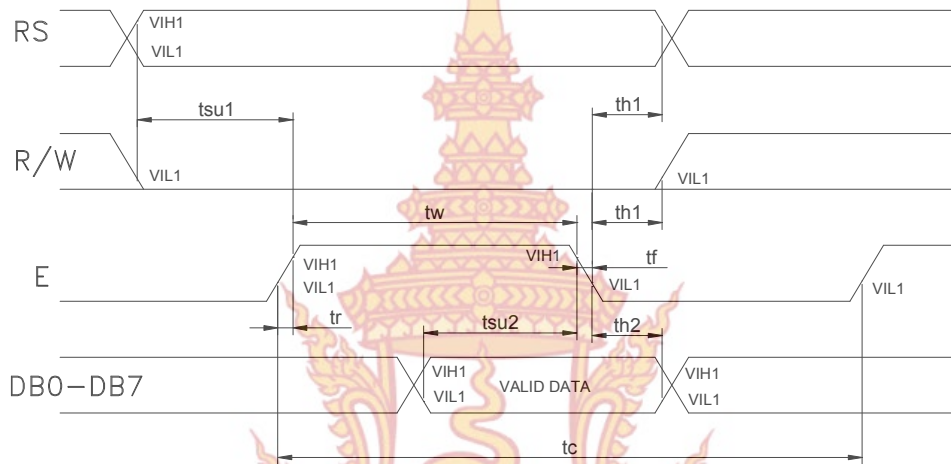 RS
VIH1
VIL1
tsu1
th1
R/W
VIL1
VIL1
tw
th1
E
VIH1
VIL1
VIH1
tf
VIL1
VIL1
tr
tsu2
th2
DB0-DB7
VIH1
VIL1
VALID DATA
VIH1
VIL1
tc